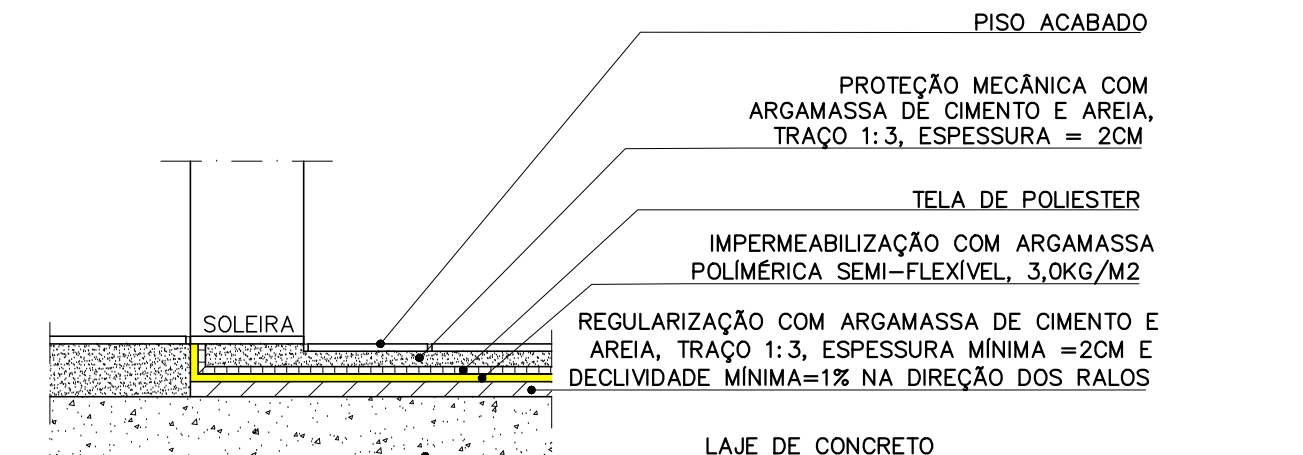 PISO ACABADO
PROTEÇÃO MECÂNICA COM
ARGAMASSA DE CIMENTO E AREIA,
TRAÇO 1:3, ESPESSURA = 2CM
TELA DE POLIESTER
IMPERMEABILIZAÇÃO COM ARGAMASSA
POLÍMÉRICA SEMI-FLEXÍVEL, 3,0KG/M2
SOLEIRA
REGULARIZAÇÃO COM ARGAMASSA DE CIMENTO E
AREIA, TRAÇO 1:3, ESPESSURA MÍNIMA =2CM E
DECLIVIDADE MÍNIMA=1% NA DIREÇÃO DOS RALOS
LAJE DE CONCRETO